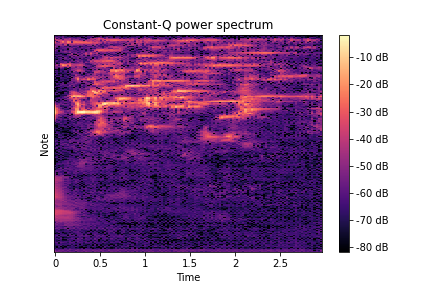 Constant-Q power spectrum
Note
-10 dB
-20 dB
-30 dB
-40 dB
-50 dB
-60 dB
-70 dB
-80 dB
0
0.5
1
1.5
2
2.5
Time